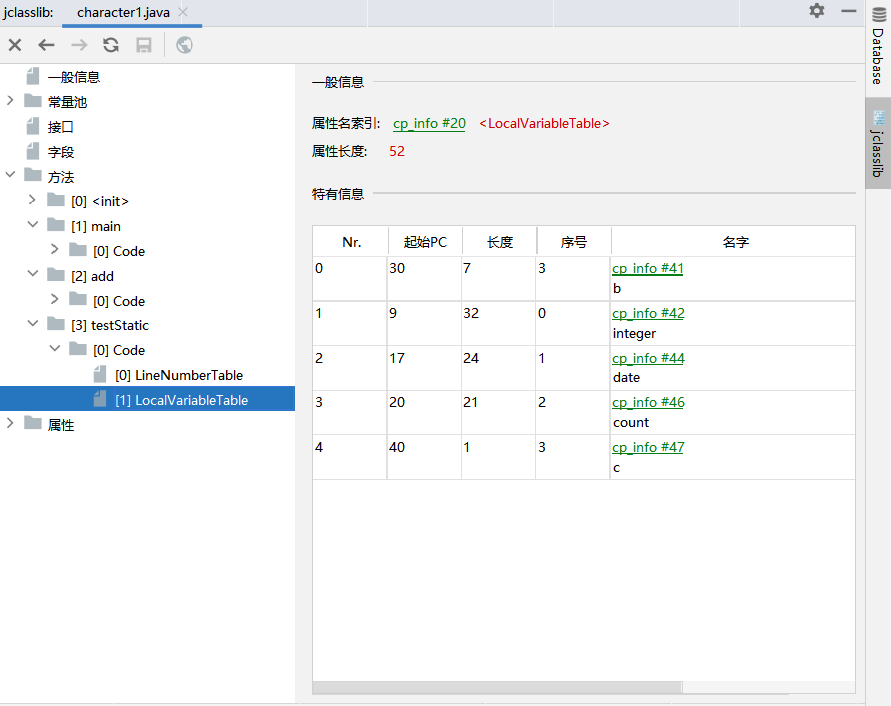 jclasslib: character1.java
一般信息
常量池
接口
字段
方法
[0] <init>
[1] main
[0] Code
[2] add
[0] Code
[3] testStatic
[0] Code
[0] LineNumberTable
[1] LocalVariableTable
属性
一般信息
属性名索引: cp_info #20 <LocalVariableTable>
属性长度: 52
特有信息
Nr. 起始PC 长度 序号 名字
0 30 7 3 cp_info #41
b
1 9 32 0 cp_info #42
integer
2 17 24 1 cp_info #44
date
3 20 21 2 cp_info #46
count
4 40 1 3 cp_info #47
c
Database
jclasslib